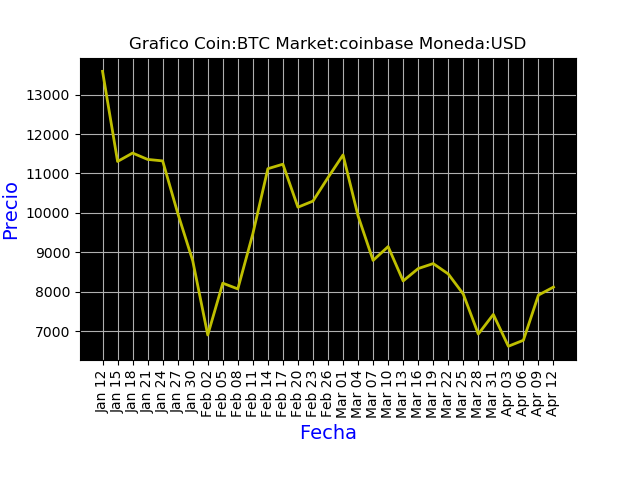 Grafico Coin:BTC Market:coinbase Moneda:USD
Precio
13000
12000
11000
10000
9000
8000
7000
Jan 12
Jan 15
Jan 18
Jan 21
Jan 24
Jan 27
Jan 30
Feb 02
Feb 05
Feb 08
Feb 11
Feb 14
Feb 17
Feb 20
Feb 23
Feb 26
Mar 01
Mar 04
Mar 07
Mar 10
Mar 13
Mar 16
Mar 19
Mar 22
Mar 25
Mar 28
Mar 31
Apr 03
Apr 06
Apr 09
Apr 12
Fecha